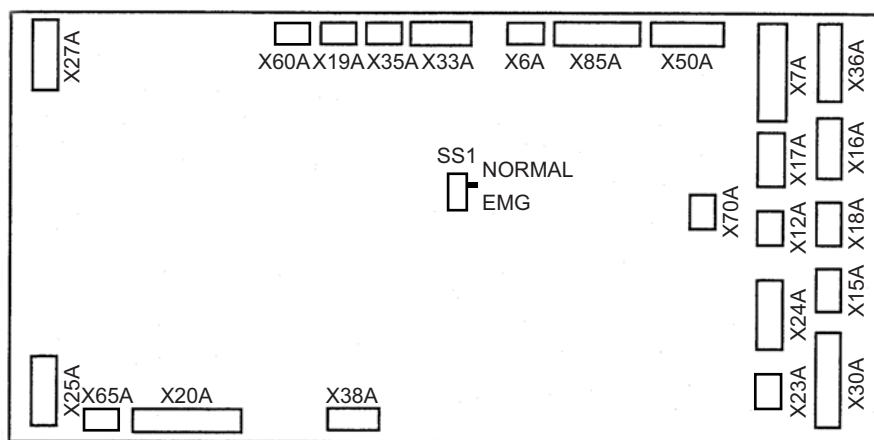 X27A
X60A X19A X35A X33A X6A X85A X50A
X7A
X36A
X17A
X16A
SS1
NORMAL
EMG
X70A
X12A
X18A
X24A
X15A
X25A
X65A X20A X38A
X23A
X30A